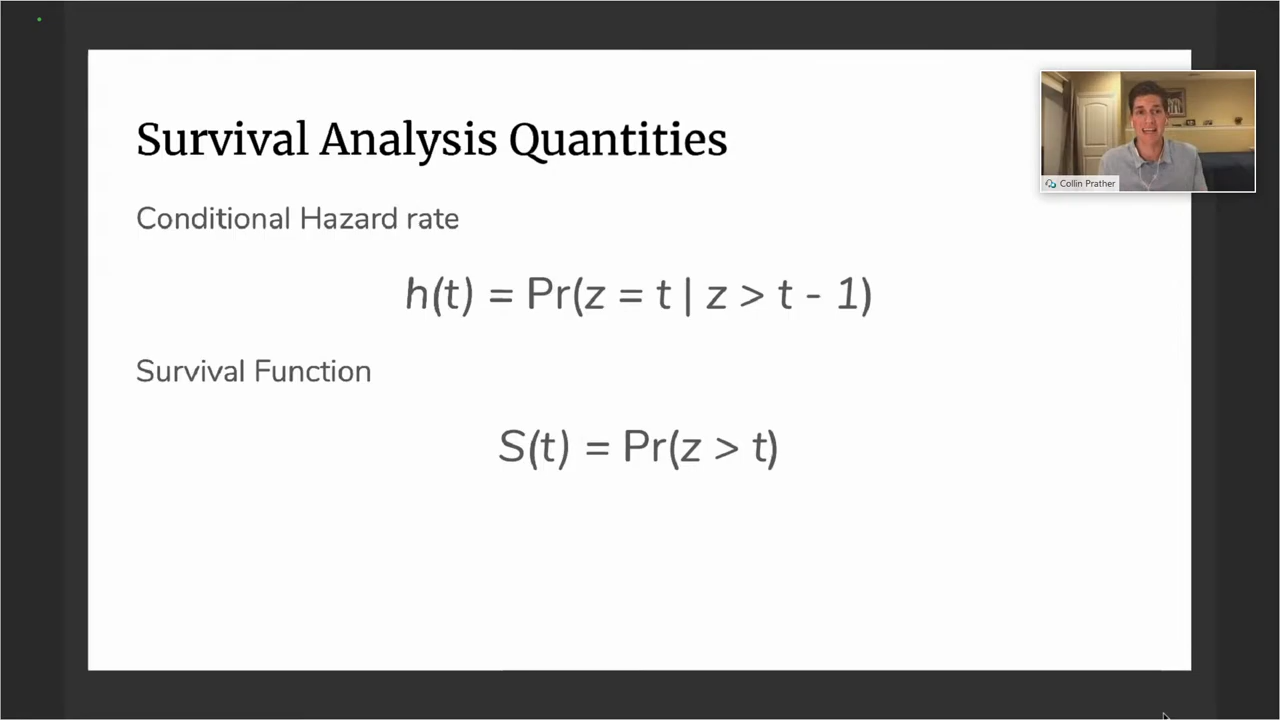 Survival Analysis Quantities
Conditional Hazard rate
h(t) = Pr(z = t | z > t - 1)
Survival Function
S(t) = Pr(z > t)
Collin Prather